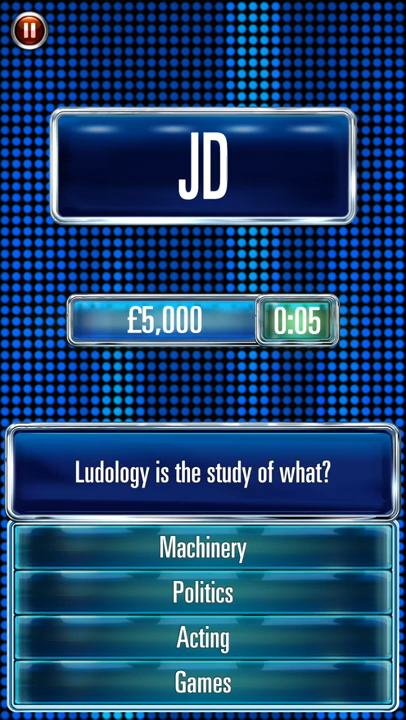 JD
£5,000
0:05
Ludology is the study of what?
Machinery
Politics
Acting
Games